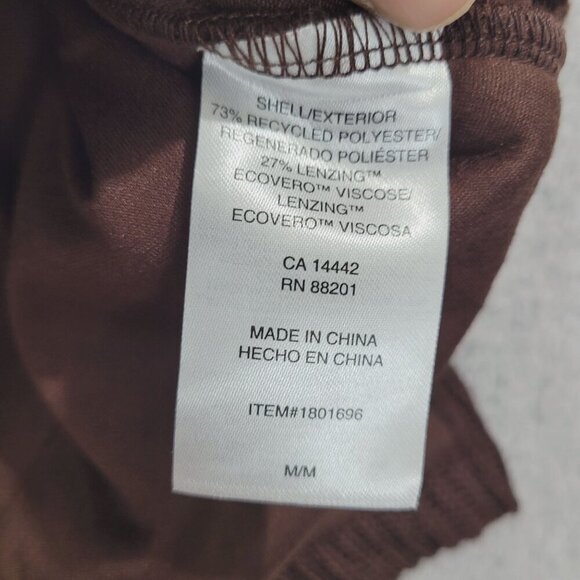 SHELL/EXTERIOR
73% RECYCLED POLYESTER/
REGENERADO POLIÉSTER
27% LENZING™
ECOVERO™ VISCOSE/
LENZING™
ECOVERO™ VISCOSA
CA 14442
RN 88201
MADE IN CHINA
HECHO EN CHINA
ITEM#1801696
M/M